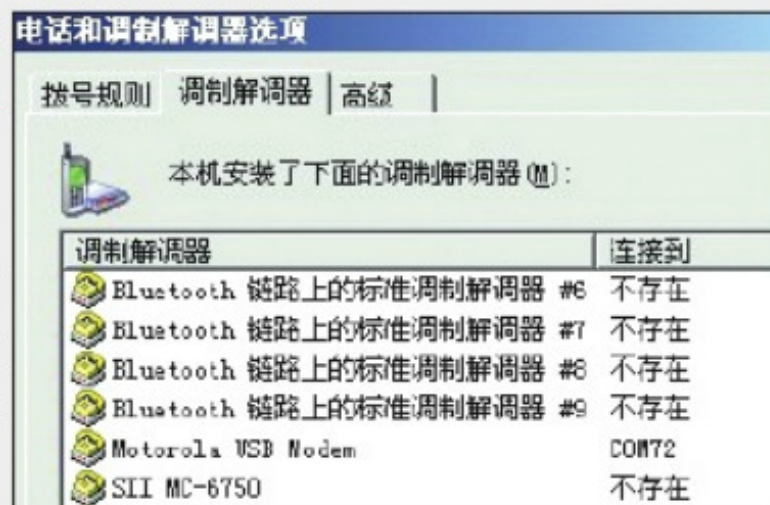 电话和调制解调器选项
拨号规则 调制解调器 高级
本机安装了下面的调制解调器(M):
调制解调器 连接到
Bluetooth 链路上的标准调制解调器 #6 不存在
Bluetooth 链路上的标准调制解调器 #7 不存在
Bluetooth 链路上的标准调制解调器 #8 不存在
Bluetooth 链路上的标准调制解调器 #9 不存在
Motorola USB Modem COM72
SII MC-6750 不存在